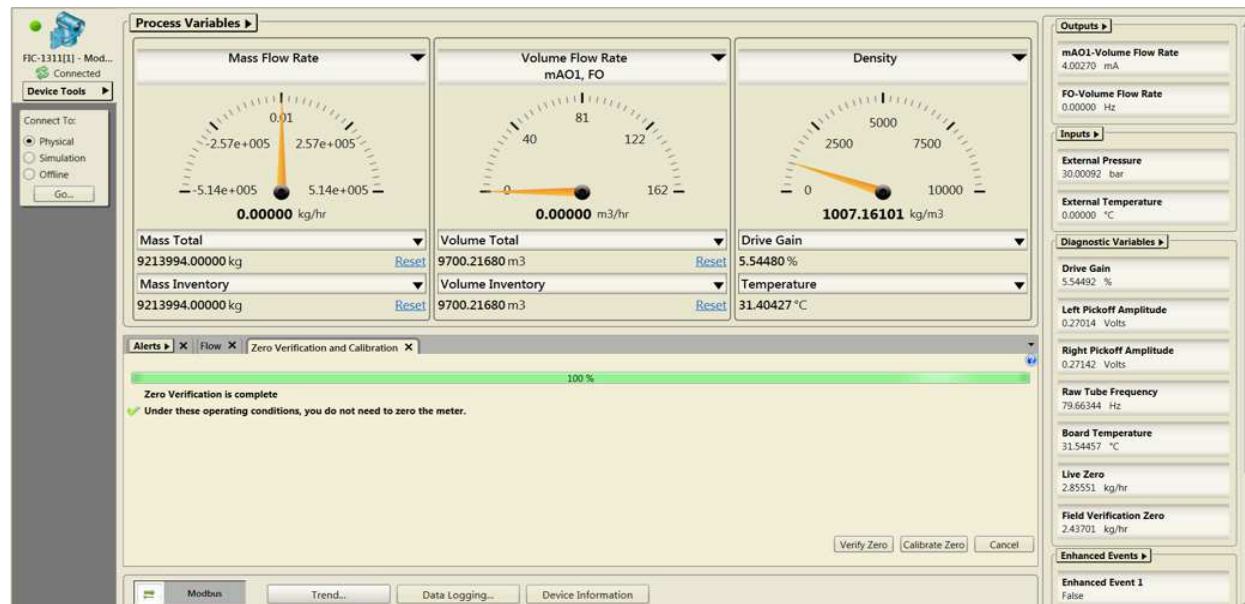 FIC-1311[1] - Mod...
Connected
Device Tools
Connect To:
Physical
Simulation
Offline
Go...
Process Variables
Mass Flow Rate
0.01
-2.57e+005 2.57e+005
-5.14e+005 5.14e+005
0.00000 kg/hr
Mass Total
9213994.00000 kg Reset
Mass Inventory
9213994.00000 kg Reset
Volume Flow Rate
mAO1, FO
81
40 122
0 162
0.00000 m3/hr
Volume Total
9700.21680 m3 Reset
Volume Inventory
9700.21680 m3 Reset
Density
5000
2500 7500
0 10000
1007.16101 kg/m3
Drive Gain
5.54480 %
Temperature
31.40427 °C
Alerts Flow Zero Verification and Calibration
100 %
Zero Verification is complete
Under these operating conditions, you do not need to zero the meter.
Verify Zero Calibrate Zero Cancel
Modbus Trend... Data Logging... Device Information
Outputs
mAO1-Volume Flow Rate
4.00270 mA
FO-Volume Flow Rate
0.00000 Hz
Inputs
External Pressure
30.00092 bar
External Temperature
0.00000 °C
Diagnostic Variables
Drive Gain
5.54492 %
Left Pickoff Amplitude
0.27014 Volts
Right Pickoff Amplitude
0.27142 Volts
Raw Tube Frequency
79.66344 Hz
Board Temperature
31.54457 °C
Live Zero
2.85551 kg/hr
Field Verification Zero
2.43701 kg/hr
Enhanced Events
Enhanced Event 1
False